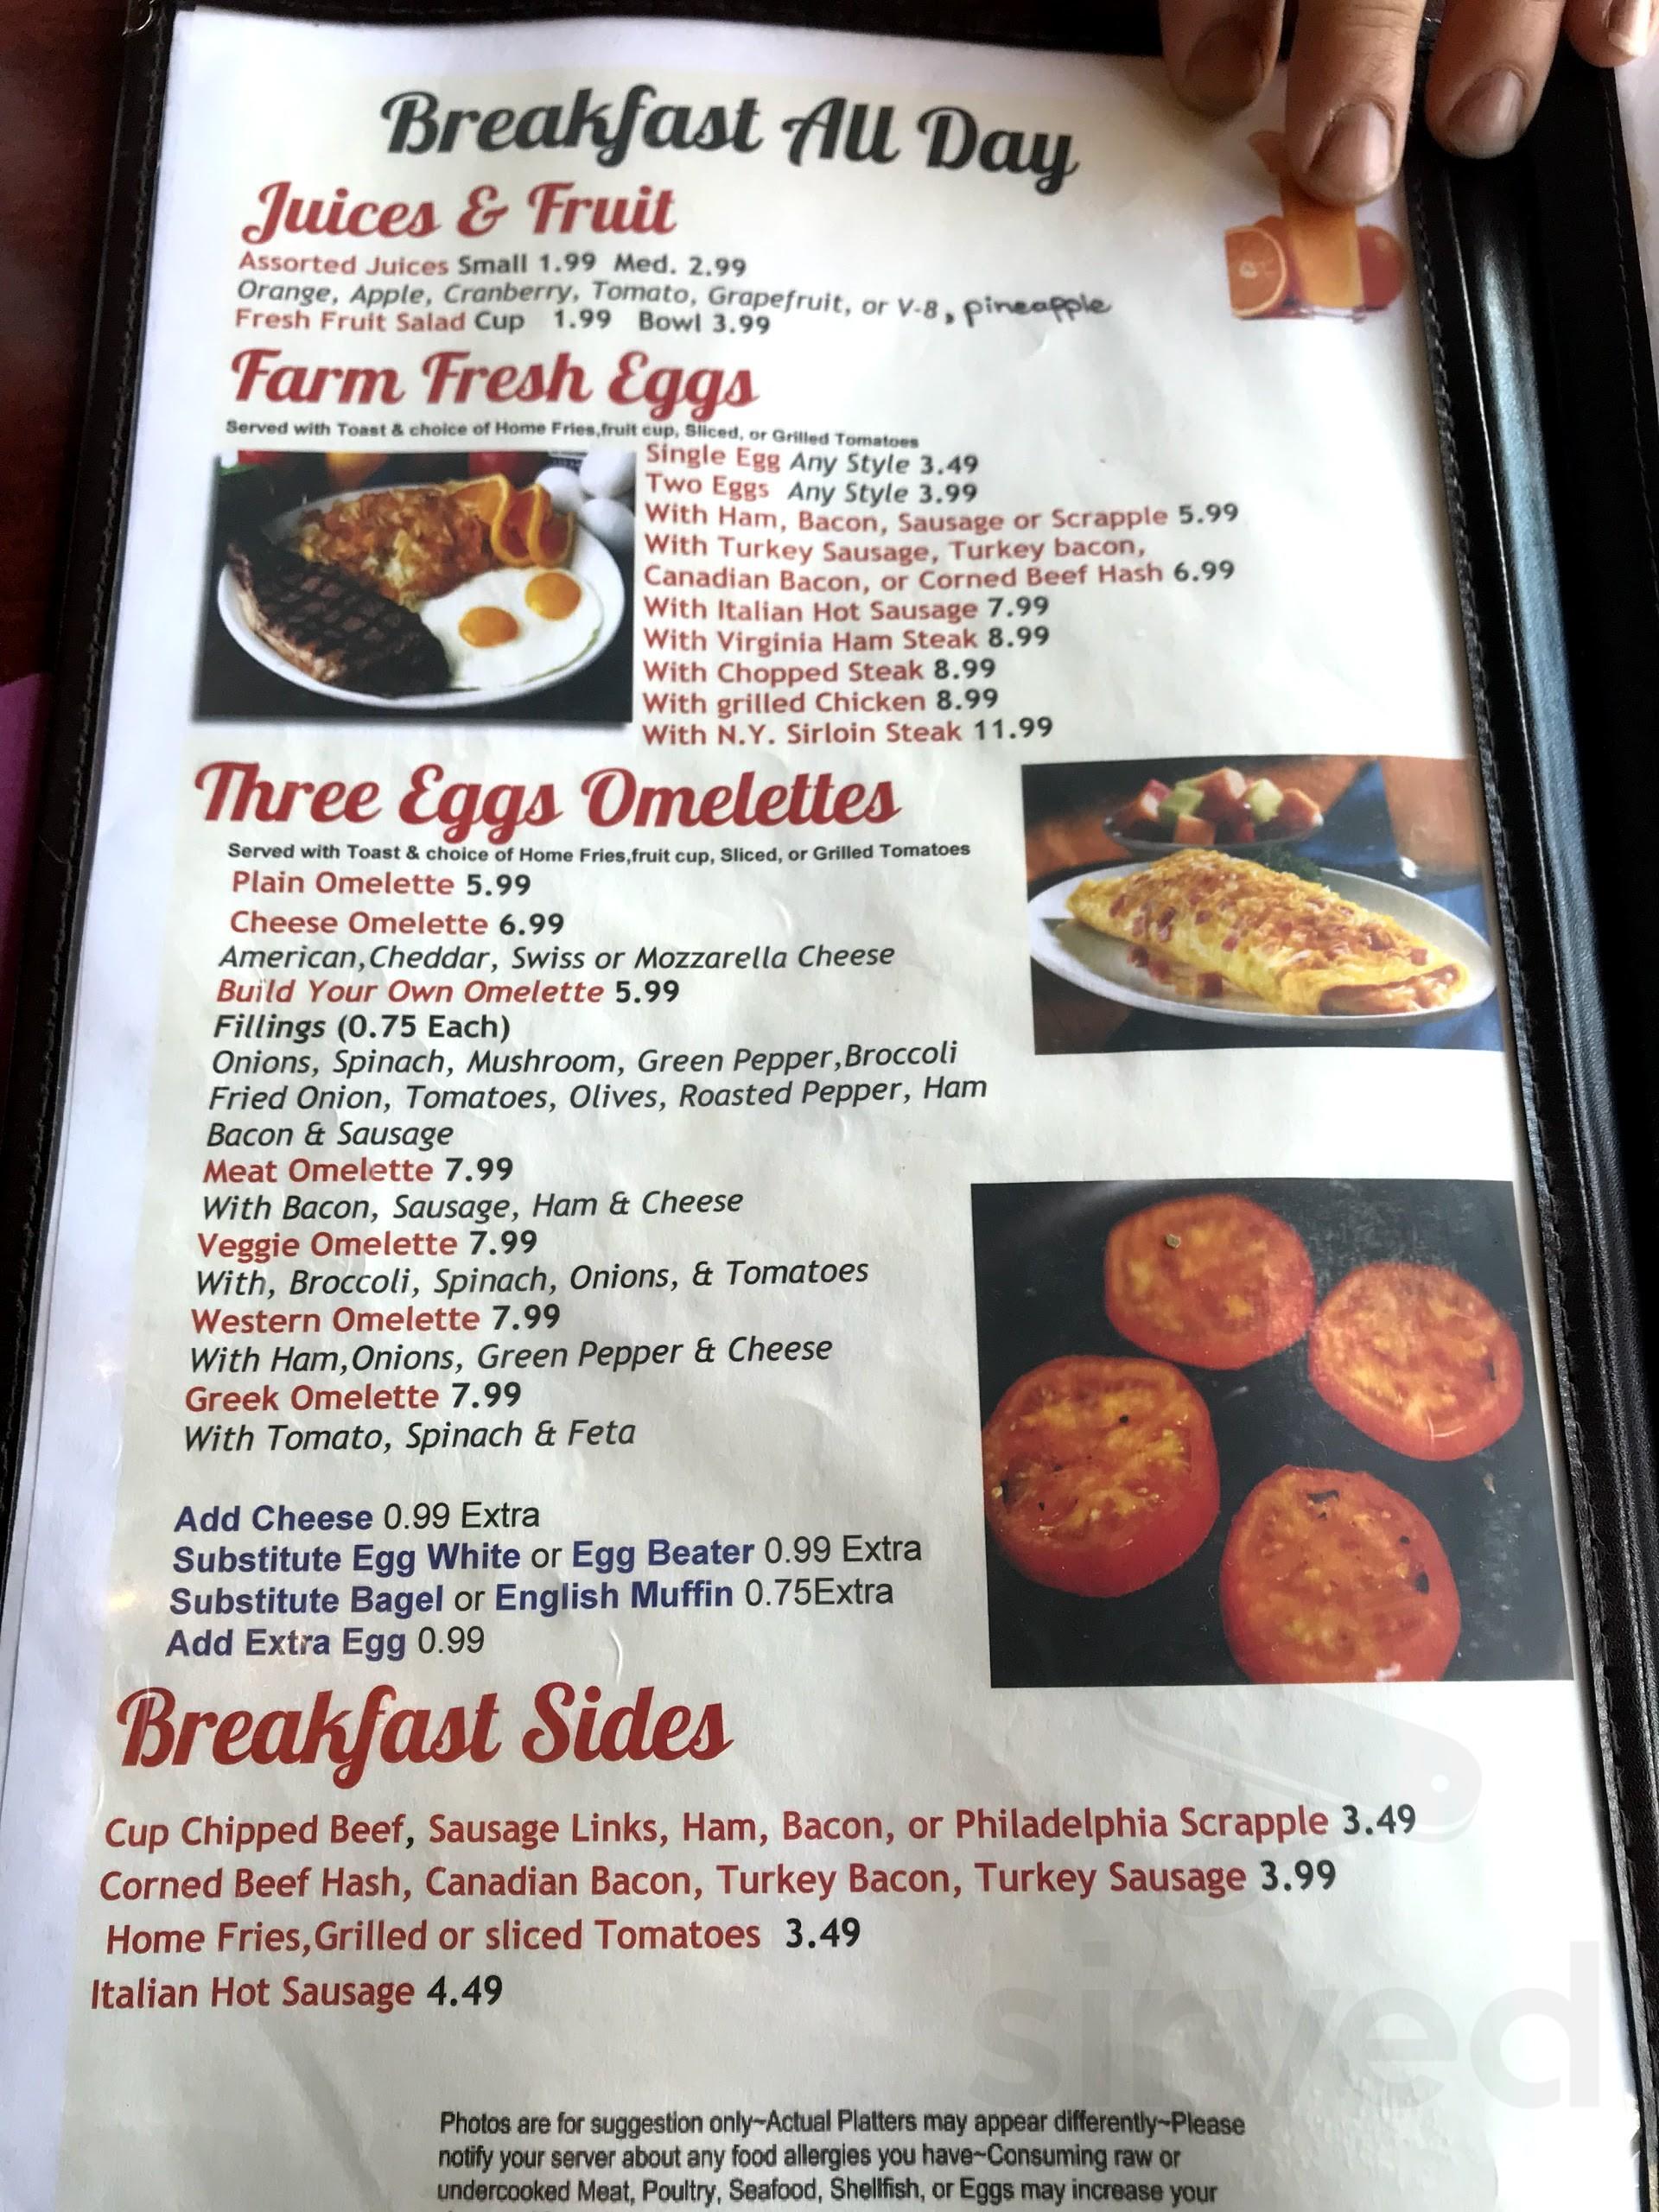 Breakfast All Day
Juices & Fruit
Assorted Juices Small 1.99 Med. 2.99
Orange, Apple, Cranberry, Tomato, Grapefruit, or V-8, pineapple
Fresh Fruit Salad Cup 1.99 Bowl 3.99
Farm Fresh Eggs
Served with Toast & choice of Home Fries,fruit cup, Sliced, or Grilled Tomatoes
Single Egg Any Style 3.49
Two Eggs Any Style 3.99
With Ham, Bacon, Sausage or Scrapple 5.99
With Turkey Sausage, Turkey bacon,
Canadian Bacon, or Corned Beef Hash 6.99
With Italian Hot Sausage 7.99
With Virginia Ham Steak 8.99
With Chopped Steak 8.99
With grilled Chicken 8.99
With N.Y. Sirloin Steak 11.99
Three Eggs Omelettes
Served with Toast & choice of Home Fries,fruit cup, Sliced, or Grilled Tomatoes
Plain Omelette 5.99
Cheese Omelette 6.99
American,Cheddar, Swiss or Mozzarella Cheese
Build Your Own Omelette 5.99
Fillings (0.75 Each)
Onions, Spinach, Mushroom, Green Pepper,Broccoli
Fried Onion, Tomatoes, Olives, Roasted Pepper, Ham
Bacon & Sausage
Meat Omelette 7.99
With Bacon, Sausage, Ham & Cheese
Veggie Omelette 7.99
With, Broccoli, Spinach, Onions, & Tomatoes
Western Omelette 7.99
With Ham,Onions, Green Pepper & Cheese
Greek Omelette 7.99
With Tomato, Spinach & Feta
Add Cheese 0.99 Extra
Substitute Egg White or Egg Beater 0.99 Extra
Substitute Bagel or English Muffin 0.75Extra
Add Extra Egg 0.99
Breakfast Sides
Cup Chipped Beef, Sausage Links, Ham, Bacon, or Philadelphia Scrapple 3.49
Corned Beef Hash, Canadian Bacon, Turkey Bacon, Turkey Sausage 3.99
Home Fries,Grilled or sliced Tomatoes 3.49
Italian Hot Sausage 4.49
sirved
Photos are for suggestion only~Actual Platters may appear differently~Please
notify your server about any food allergies you have~Consuming raw or
undercooked Meat, Poultry, Seafood, Shellfish, or Eggs may increase your